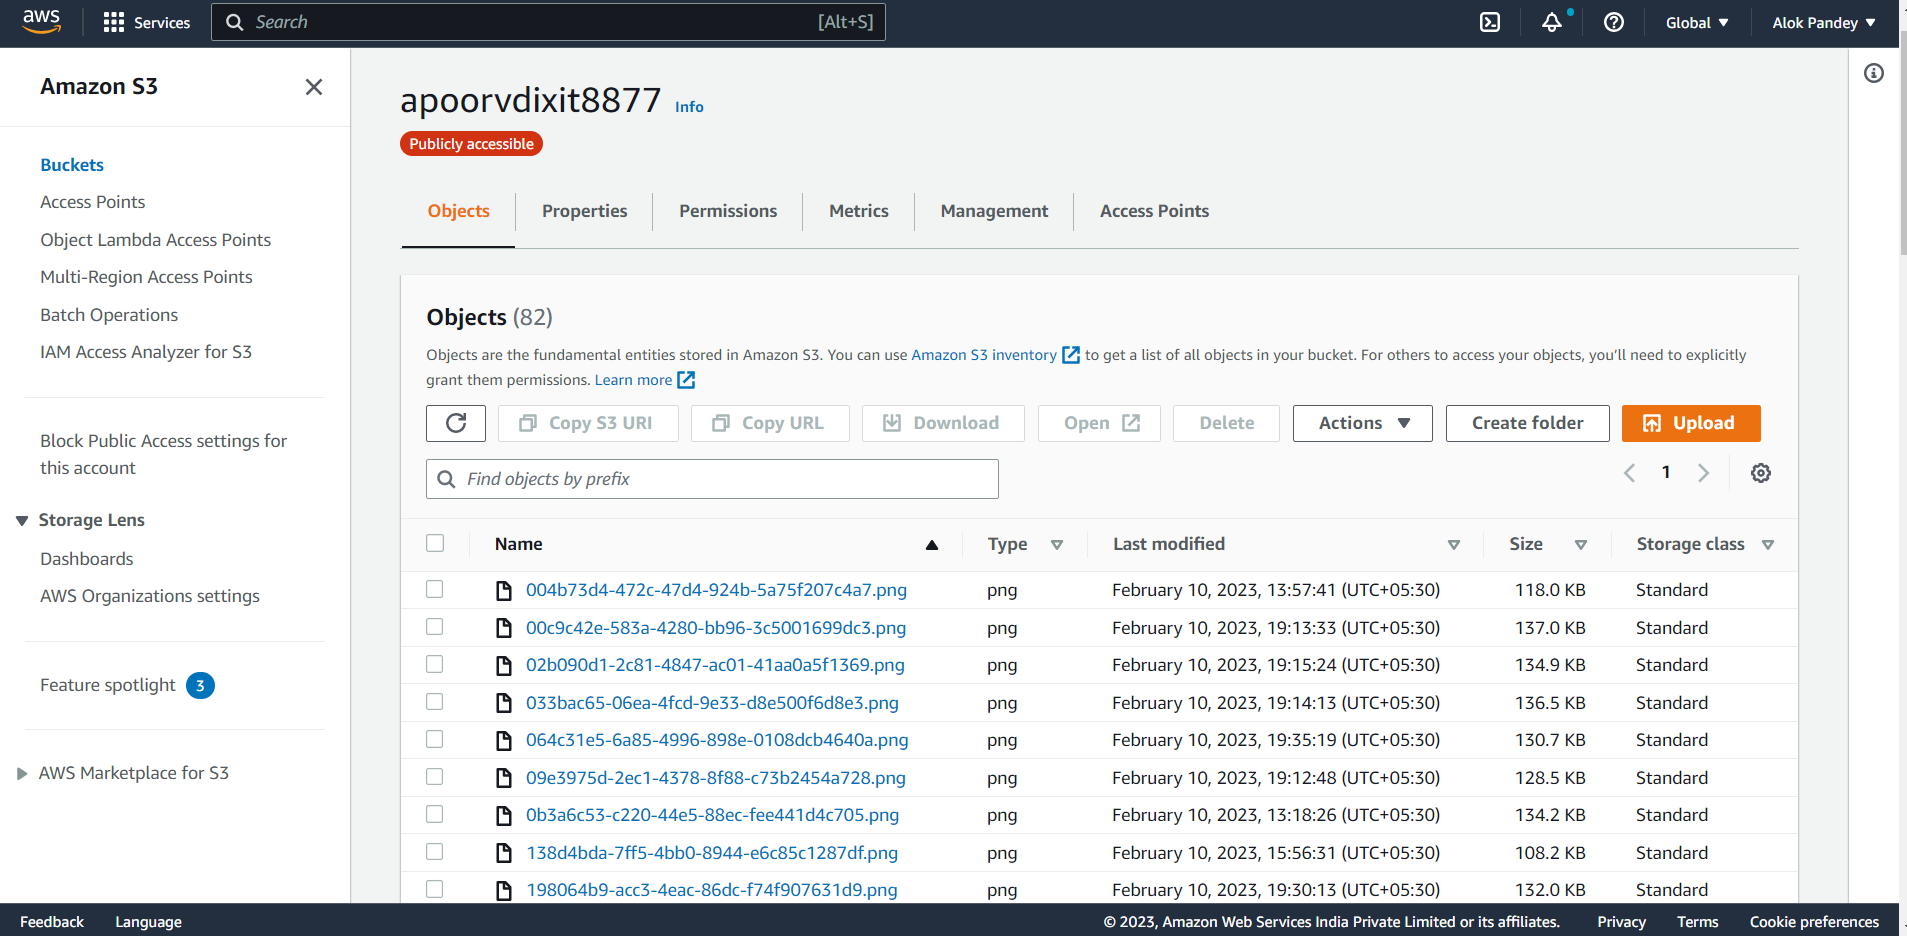 aws
Services
Search [Alt+S]
Global
Alok Pandey
Amazon S3
Buckets
Access Points
Object Lambda Access Points
Multi-Region Access Points
Batch Operations
IAM Access Analyzer for S3
Block Public Access settings for
this account
Storage Lens
Dashboards
AWS Organizations settings
Feature spotlight 3
AWS Marketplace for S3
apoorvdixit8877 Info
Publicly accessible
Objects Properties Permissions Metrics Management Access Points
Objects (82)
Objects are the fundamental entities stored in Amazon S3. You can use Amazon S3 inventory to get a list of all objects in your bucket. For others to access your objects, you'll need to explicitly
grant them permissions. Learn more
Copy S3 URI Copy URL Download Open Delete Actions Create folder Upload
Find objects by prefix 1
Name Type Last modified Size Storage class
004b73d4-472c-47d4-924b-5a75f207c4a7.png png February 10, 2023, 13:57:41 (UTC+05:30) 118.0 KB Standard
00c9c42e-583a-4280-bb96-3c5001699dc3.png png February 10, 2023, 19:13:33 (UTC+05:30) 137.0 KB Standard
02b090d1-2c81-4847-ac01-41aa0a5f1369.png png February 10, 2023, 19:15:24 (UTC+05:30) 134.9 KB Standard
033bac65-06ea-4fcd-9e33-d8e500f6d8e3.png png February 10, 2023, 19:14:13 (UTC+05:30) 136.5 KB Standard
064c31e5-6a85-4996-898e-0108dcb4640a.png png February 10, 2023, 19:35:19 (UTC+05:30) 130.7 KB Standard
09e3975d-2ec1-4378-8f88-c73b2454a728.png png February 10, 2023, 19:12:48 (UTC+05:30) 128.5 KB Standard
0b3a6c53-c220-44e5-88ec-fee441d4c705.png png February 10, 2023, 13:18:26 (UTC+05:30) 134.2 KB Standard
138d4bda-7ff5-4bb0-8944-e6c85c1287df.png png February 10, 2023, 15:56:31 (UTC+05:30) 108.2 KB Standard
198064b9-acc3-4eac-86dc-f74f907631d9.png png February 10, 2023, 19:30:13 (UTC+05:30) 132.0 KB Standard
Feedback Language © 2023, Amazon Web Services India Private Limited or its affiliates. Privacy Terms Cookie preferences